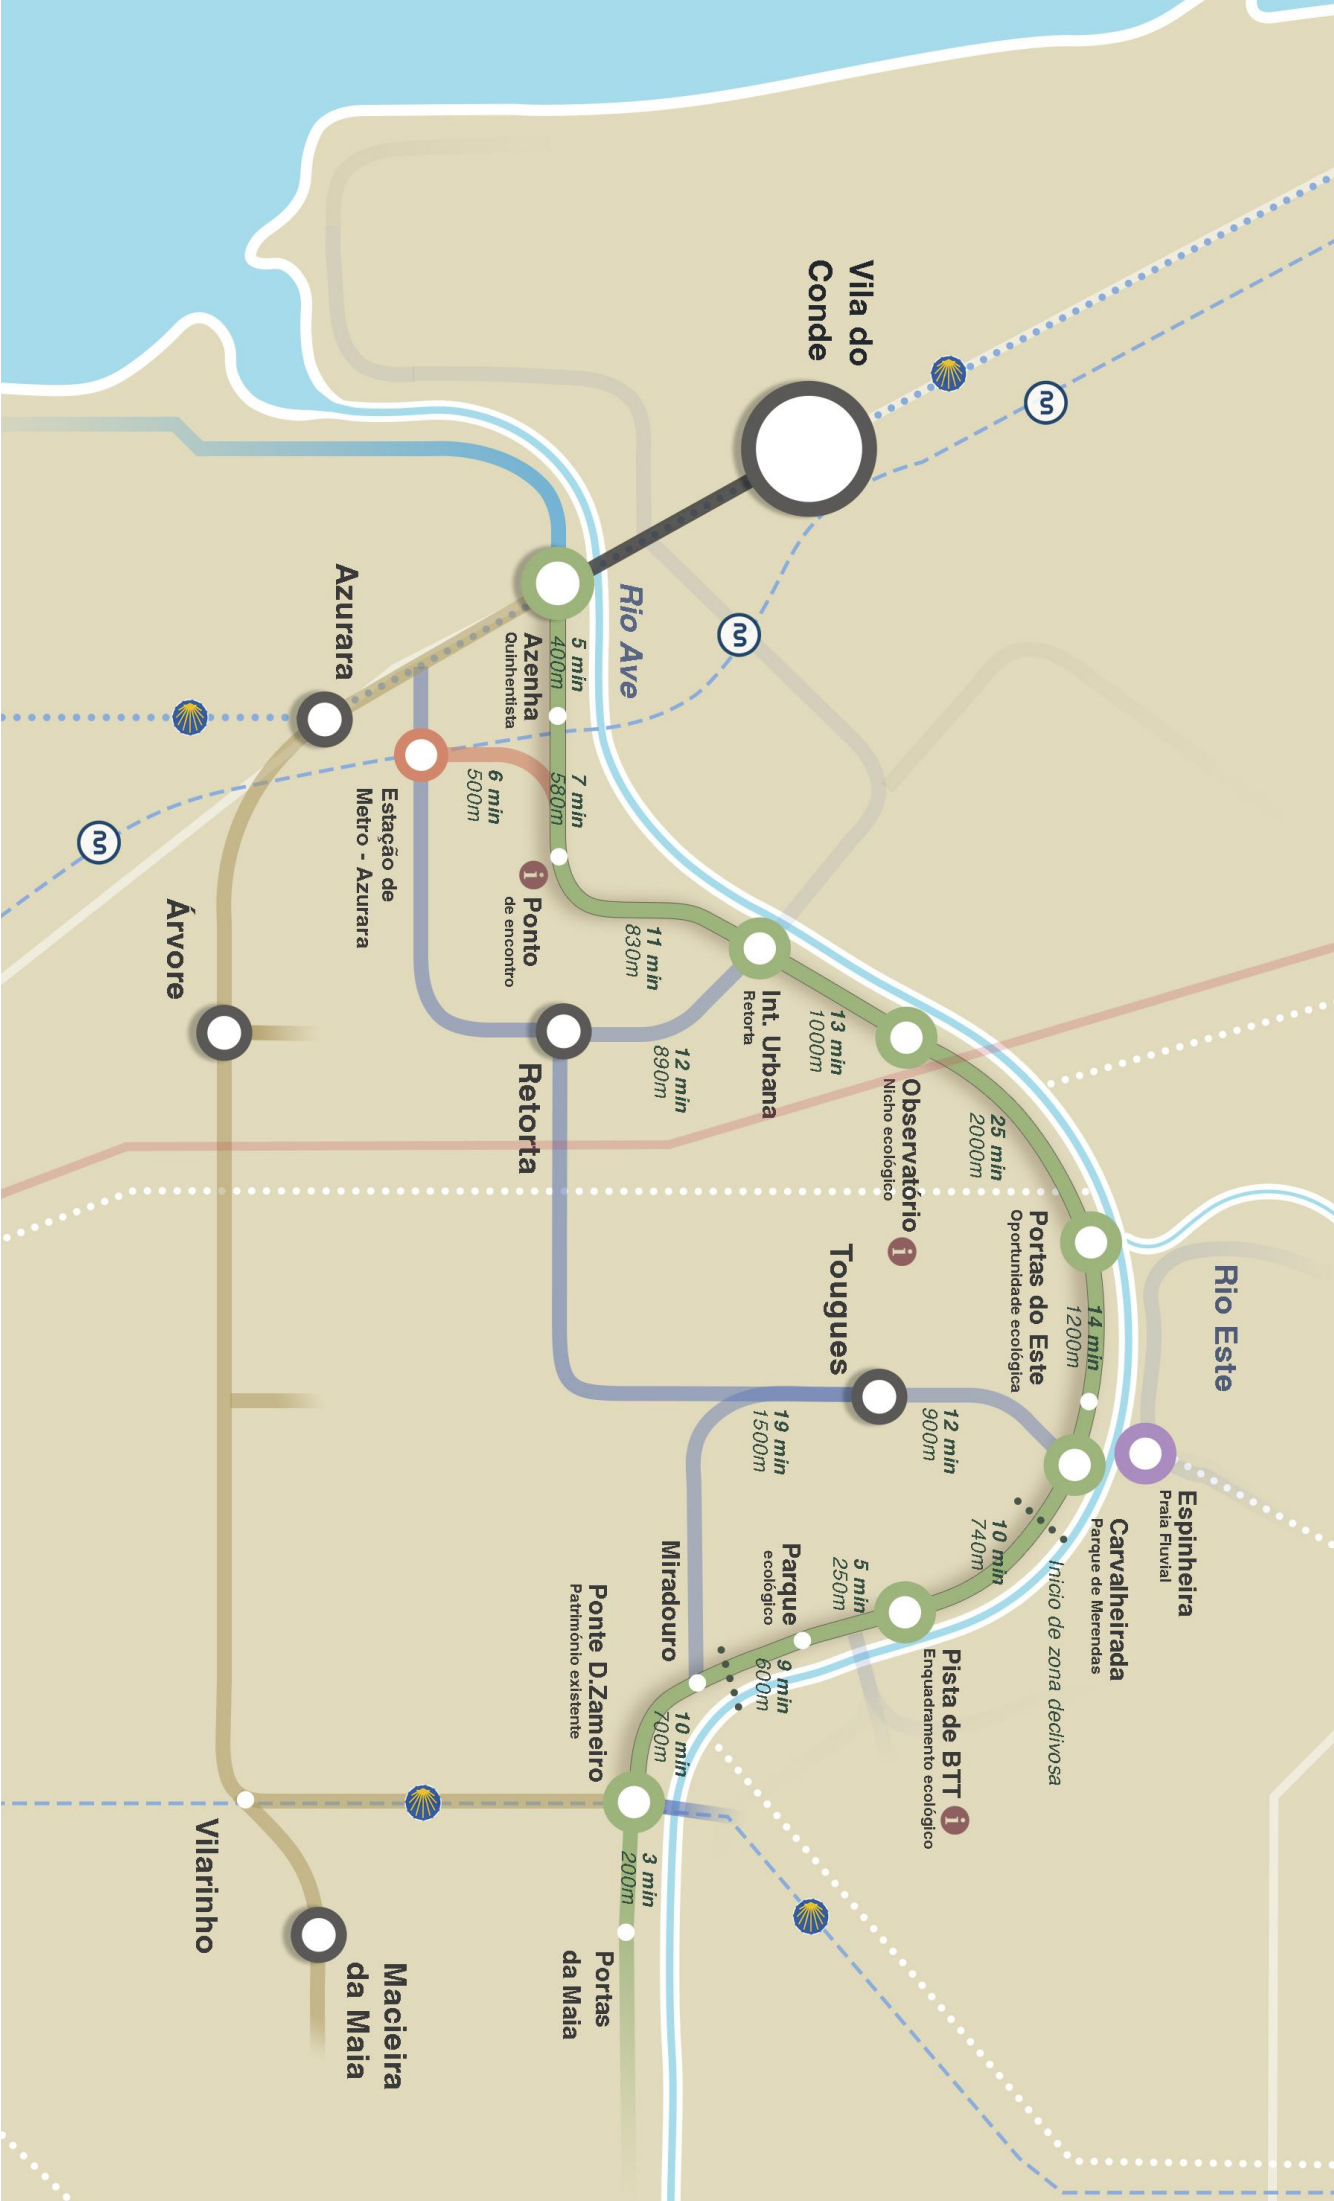 Vila do
Conde
Rio Ave
Azurara
Azenha
Quinhentista
5 min
400m
7 min
580m
6 min
500m
Estação de
Metro - Azurara
Ponto
de encontro
i
Árvore
11 min
830m
Int. Urbana
Retorta
12 min
890m
Retorta
13 min
1000m
Observatório
Nicho ecológico
i
25 min
2000m
Portas do Este
Oportunidade ecológica
Rio Este
14 min
1200m
Tougues
12 min
900m
19 min
1500m
Espinheira
Praia Fluvial
Carvalheirada
Parque de Merendas
Inicio de zona declivosa
10 min
740m
Pista de BTT
Enquadramento ecológico
i
5 min
250m
Parque
ecológico
9 min
600m
Miradouro
10 min
700m
Ponte D.Zameiro
Património existente
3 min
200m
Portas
da Maia
Vilarinho
Macieira
da Maia